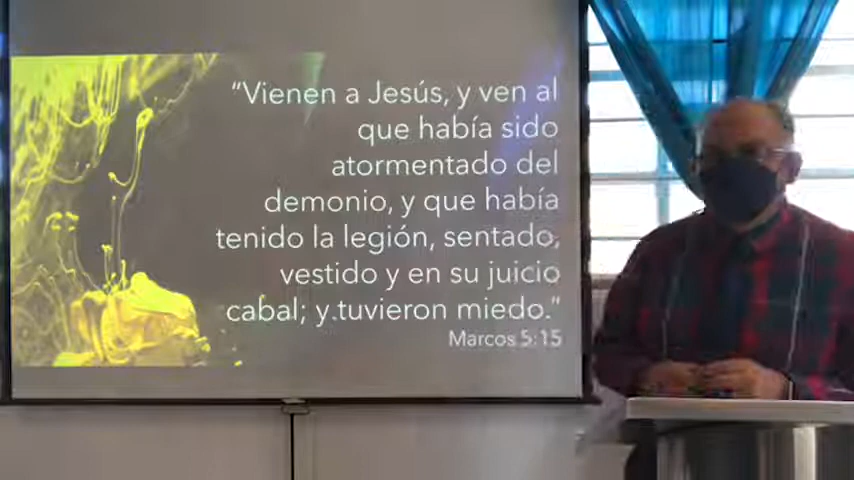 “Vienen a Jesús, y ven al
que había sido
atormentado del
demonio, y que había
tenido la legión, sentado,
vestido y en su juicio
cabal; y tuvieron miedo.”
Marcos 5:15